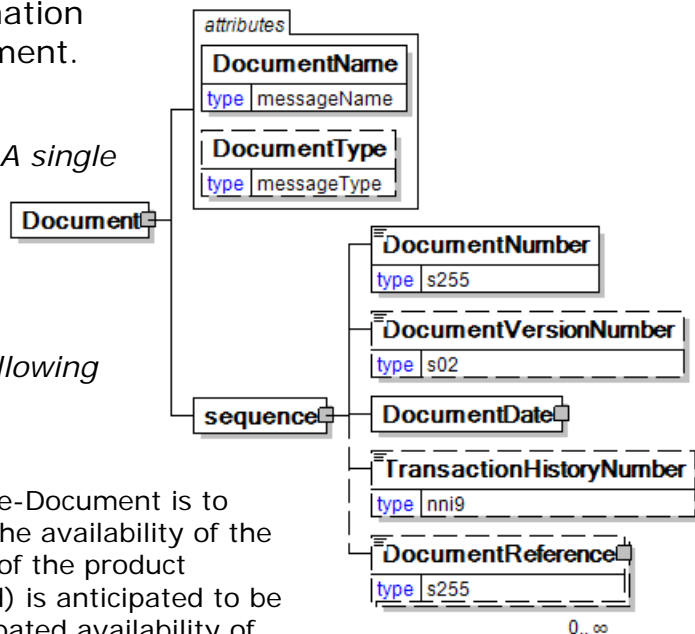 nation
ment.
A single
llowing
e-Document is to
he availability of the
of the product
l) is anticipated to be
pated availability of
attributes
DocumentName
type messageName
DocumentType
type messageType
Document
sequence
DocumentNumber
type s255
DocumentVersionNumber
type s02
DocumentDate
TransactionHistoryNumber
type nni9
DocumentReference
type s255
0..∞